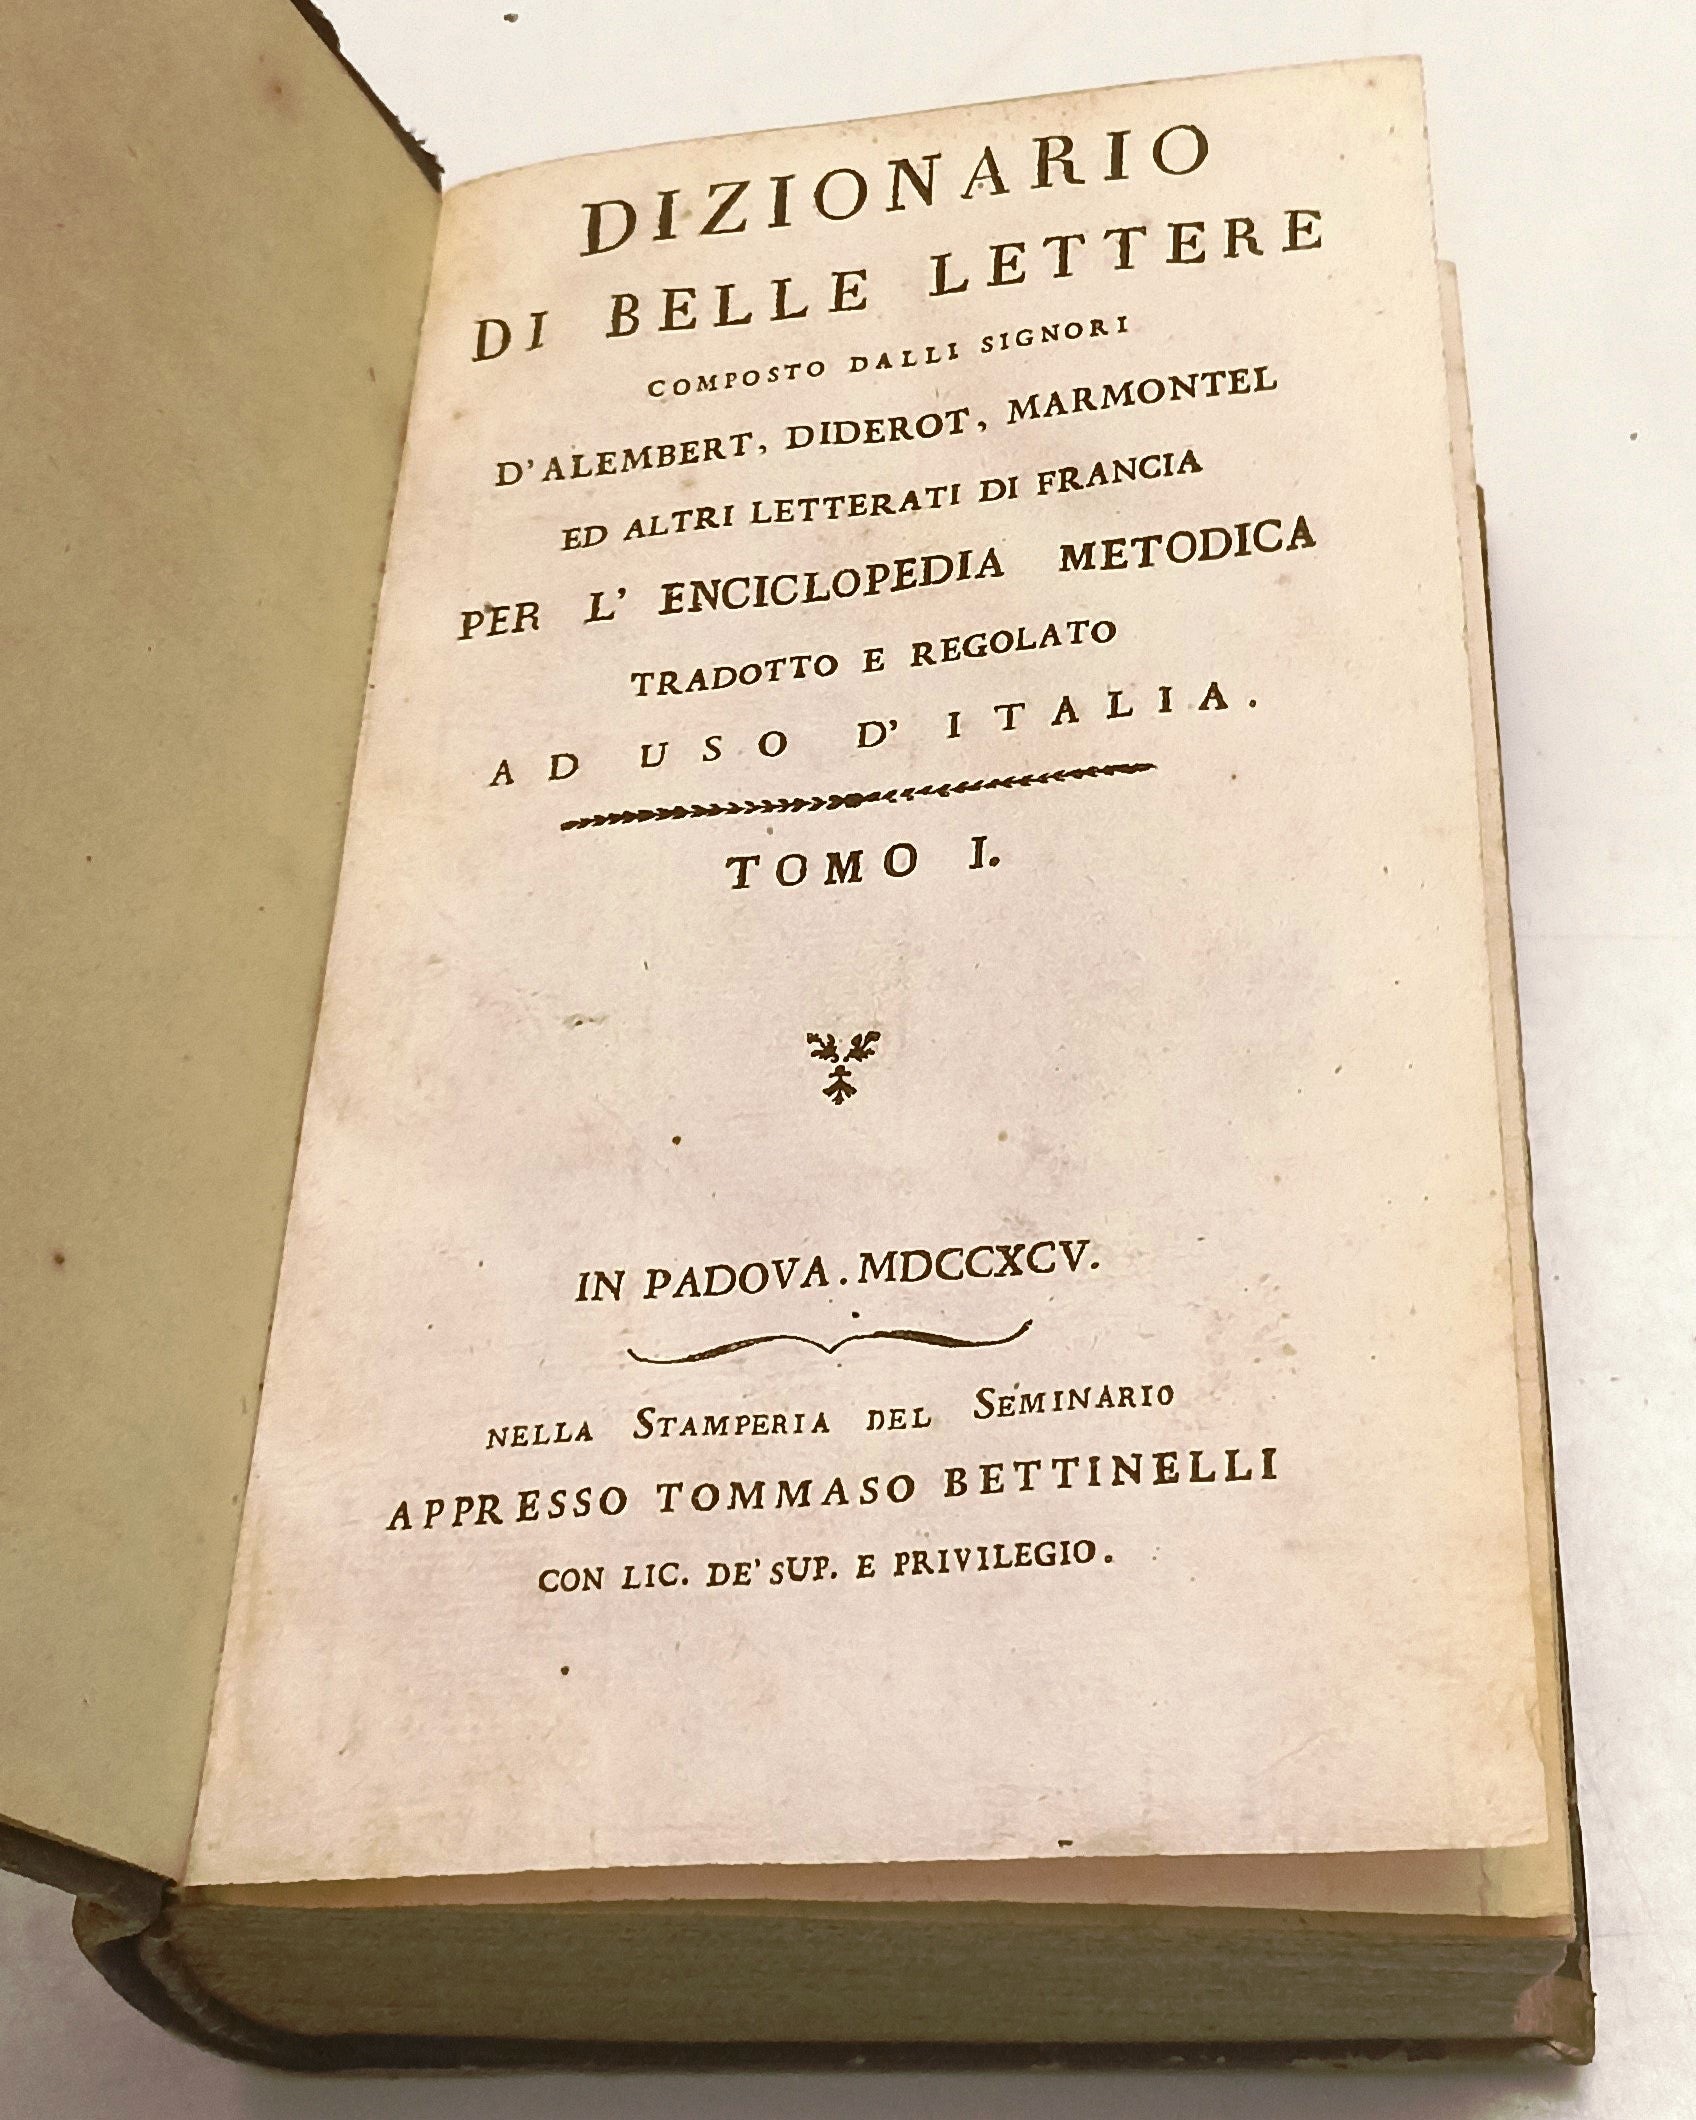 DIZIONARIO
DI BELLE LETTERE
COMPOSTO DALLI SIGNORI
D'ALEMBERT, DIDEROT, MARMONTEL
ED ALTRI LETTERATI DI FRANCIA
PER L' ENCICLOPEDIA METODICA
TRADOTTO E REGOLATO
AD USO D' ITALIA.
TOMO I.
IN PADOVA. MDCCXCV.
NELLA STAMPERIA DEL SEMINARIO
APPRESSO TOMMASO BETTINELLI
CON LIC. DE' SUP. E PRIVILEGIO.